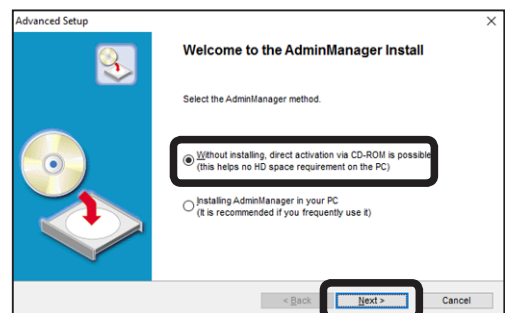 Advanced Setup
Welcome to the AdminManager Install
Select the AdminManager method.
Without installing, direct activation via CD-ROM is possible
(this helps no HD space requirement on the PC)
Installing AdminManager in your PC
(It is recommended if you frequently use it)
< Back
Next >
Cancel